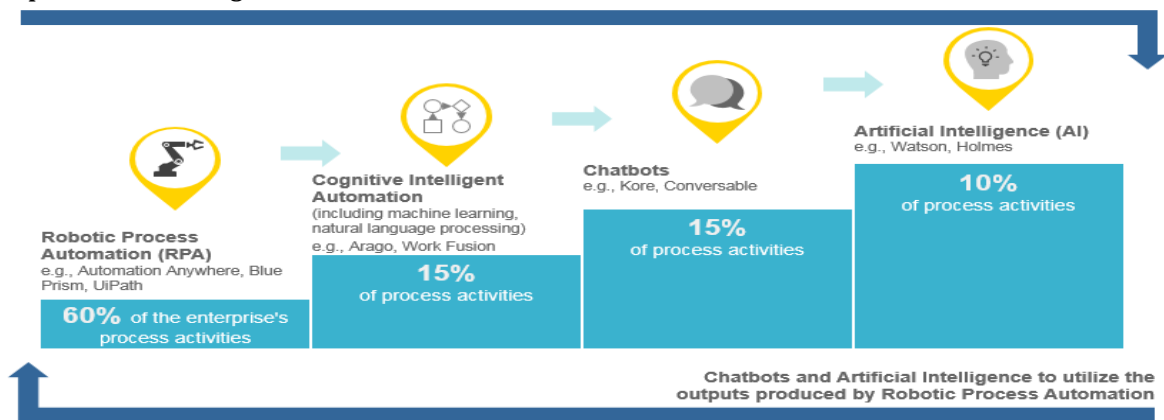 Robotic Process
Automation (RPA)
e.g., Automation Anywhere, Blue
Prism, UiPath
60% of the enterprise's
process activities
Cognitive Intelligent
Automation
(including machine learning,
natural language processing)
e.g., Arago, Work Fusion
15%
of process activities
Chatbots
e.g., Kore, Conversable
15%
of process activities
Artificial Intelligence (AI)
e.g., Watson, Holmes
10%
of process activities
Chatbots and Artificial Intelligence to utilize the
outputs produced by Robotic Process Automation